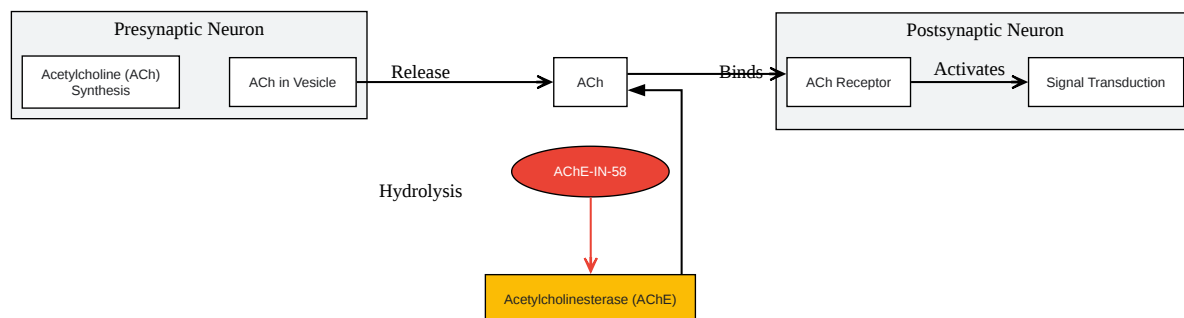 Presynaptic Neuron
Postsynaptic Neuron
Acetylcholine (ACh)
Synthesis
ACh in Vesicle
Release
ACh
Binds
ACh Receptor
Activates
Signal Transduction
AChE-IN-58
Hydrolysis
Acetylcholinesterase (AChE)